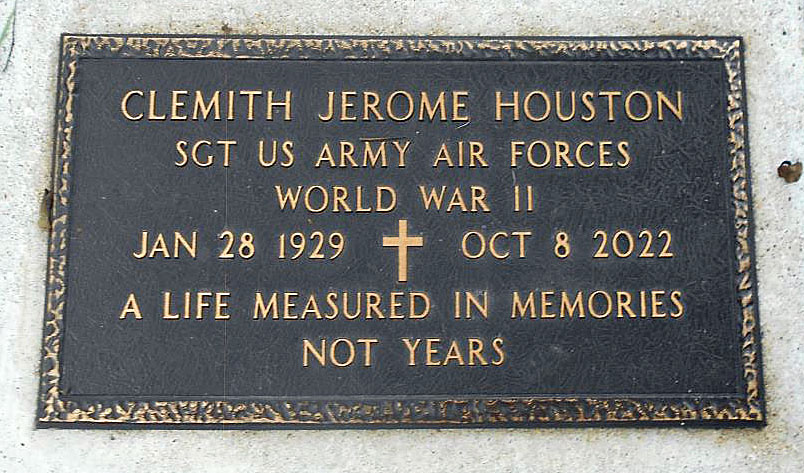 CLEMITH JEROME HOUSTON
SGT US ARMY AIR FORCES
WORLD WAR II
JAN 28 1929 OCT 8 2022
A LIFE MEASURED IN MEMORIES
NOT YEARS